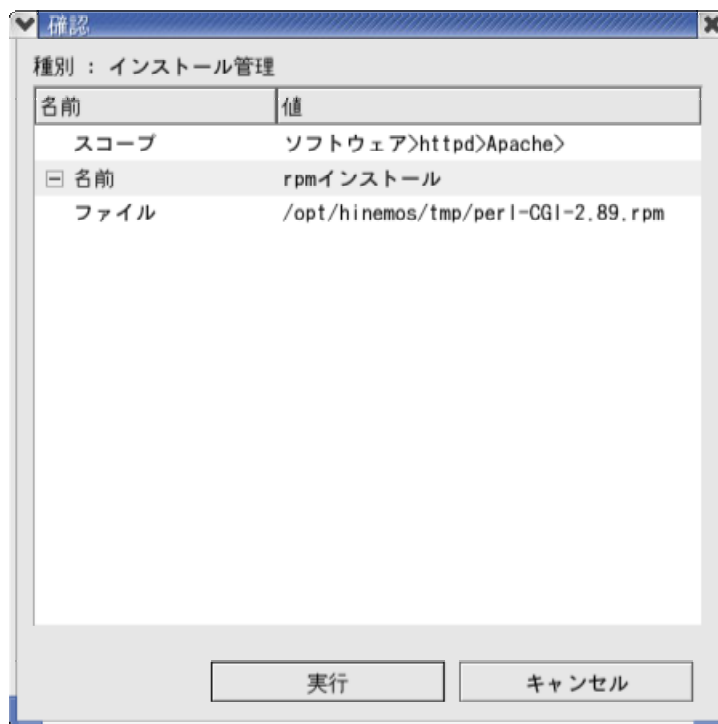 確認
種別 : インストール管理
名前 値
スコープ ソフトウェア>httpd>Apache>
名前 rpmインストール
ファイル /opt/hinemos/tmp/perl-CGI-2.89.rpm
実行 キャンセル